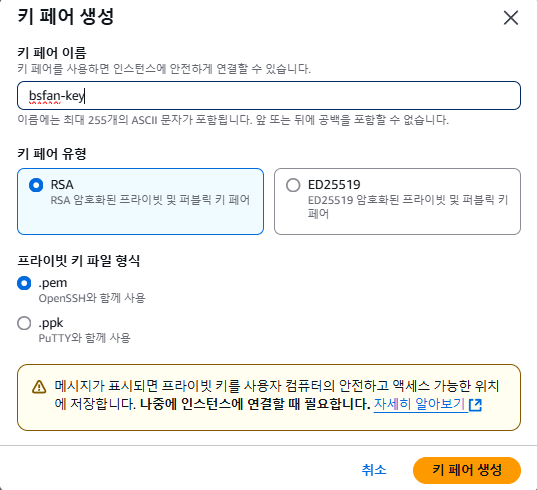 키 페어 생성
키 페어 이름
키 페어를 사용하면 인스턴스에 안전하게 연결할 수 있습니다.
bsfan-key
이름에는 최대 255개의 ASCII 문자가 포함됩니다. 앞 또는 뒤에 공백을 포함할 수 없습니다.
키 페어 유형
RSA
RSA 암호화된 프라이빗 및 퍼블릭 키 페어
ED25519
ED25519 암호화된 프라이빗 및 퍼블릭 키
페어
프라이빗 키 파일 형식
.pem
OpenSSH와 함께 사용
.ppk
PuTTY와 함께 사용
메시지가 표시되면 프라이빗 키를 사용자 컴퓨터의 안전하고 액세스 가능한 위치
에 저장합니다. 나중에 인스턴스에 연결할 때 필요합니다. 자세히 알아보기
취소
키 페어 생성